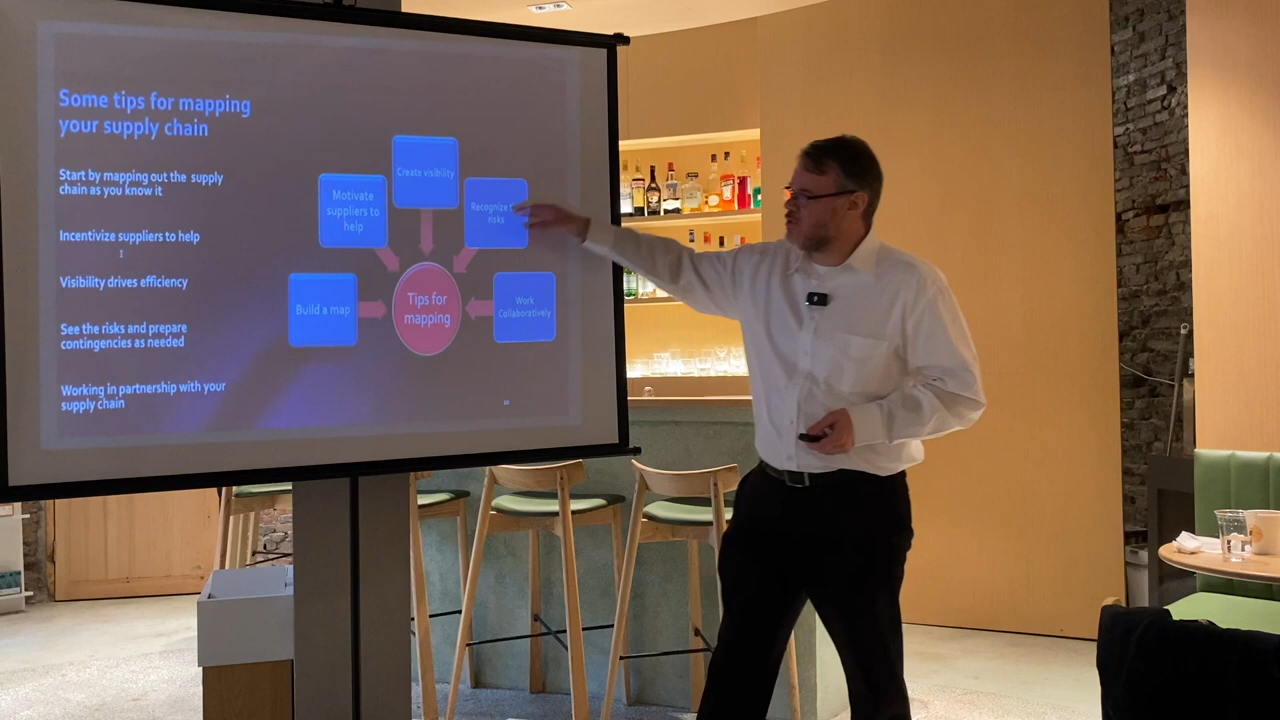 Some tips for mapping
your supply chain
Start by mapping out the supply
chain as you know it
Incentivize suppliers to help
Visibility drives efficiency
See the risks and prepare
contingencies as needed
Working in partnership with your
supply chain
Create visibility
Motivate
suppliers to
help
Recognize
risks
Build a map
Tips for
mapping
Work
Collaboratively